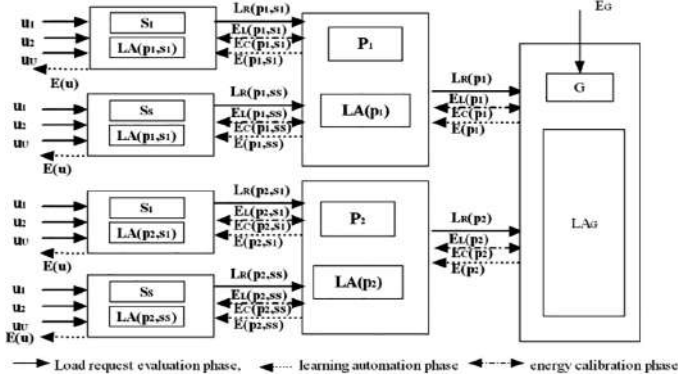 u1
u2
uU
E(u)
S1
LA(p1,s1)
LR(p1,s1)
EL(p1,s1)
EC(p1,s1)
E(p1,s1)
u1
u2
uU
E(u)
Ss
LA(p1,s1)
LR(p1,ss)
EL(p1,ss)
EC(p1,ss)
E(p1,ss)
P1
LA(p1)
LR(p1)
EL(p1)
EC(p1)
E(p1)
u1
u2
uU
E(u)
S1
LA(p2,s1)
LR(p2,s1)
EL(p2,s1)
EC(p2,s1)
E(p2,s1)
u1
u2
uU
E(u)
Ss
LA(p2,ss)
LR(p2,ss)
EL(p2,ss)
EC(p2,ss)
E(p2,ss)
P2
LA(p2)
LR(p2)
EL(p2)
EC(p2)
E(p2)
EG
G
LAG
Load request evaluation phase, learning automation phase energy calibration phase